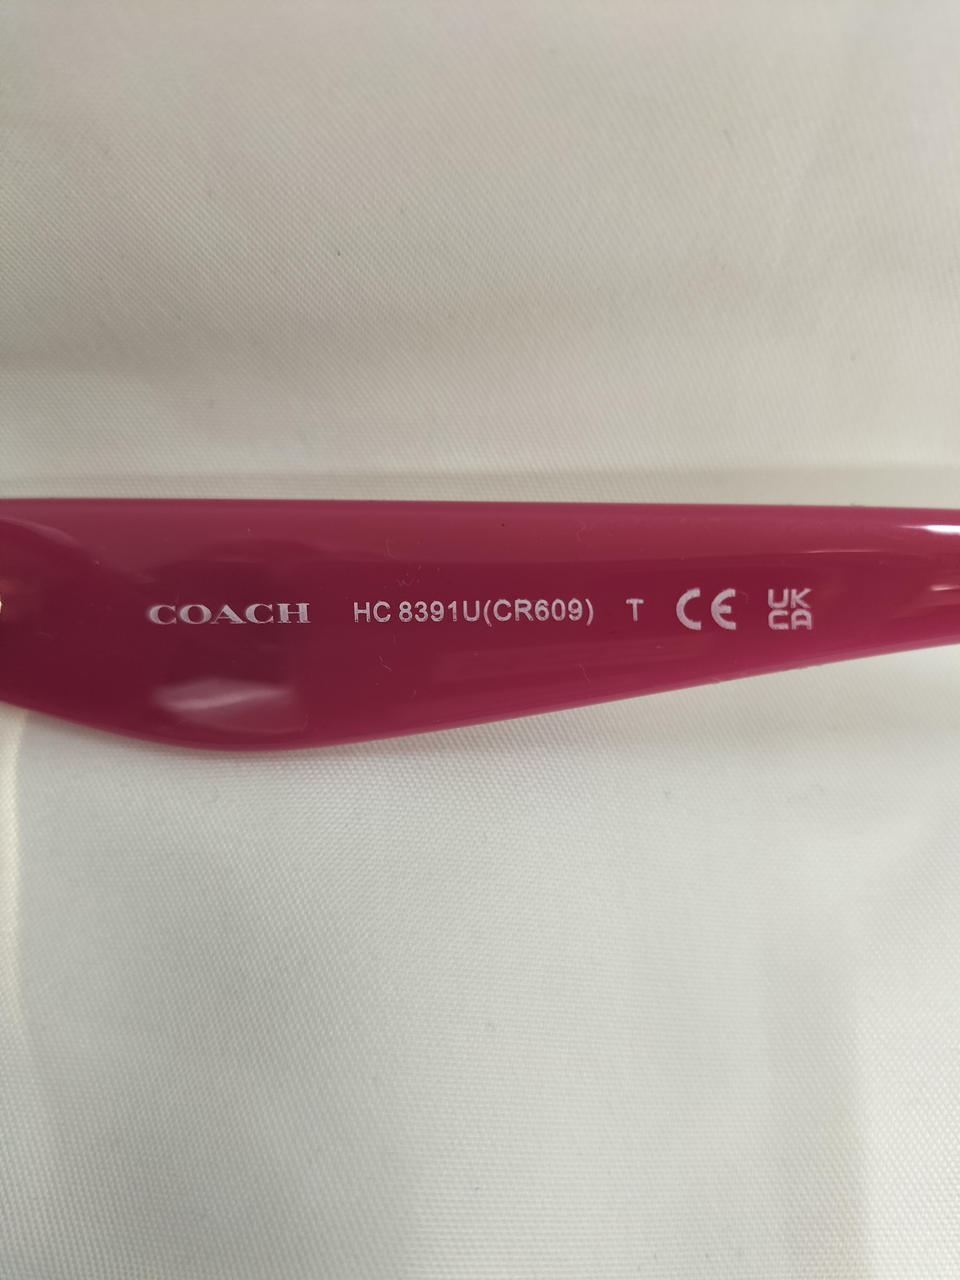 COACH HC 8391U(CR609) T CE UK
CA